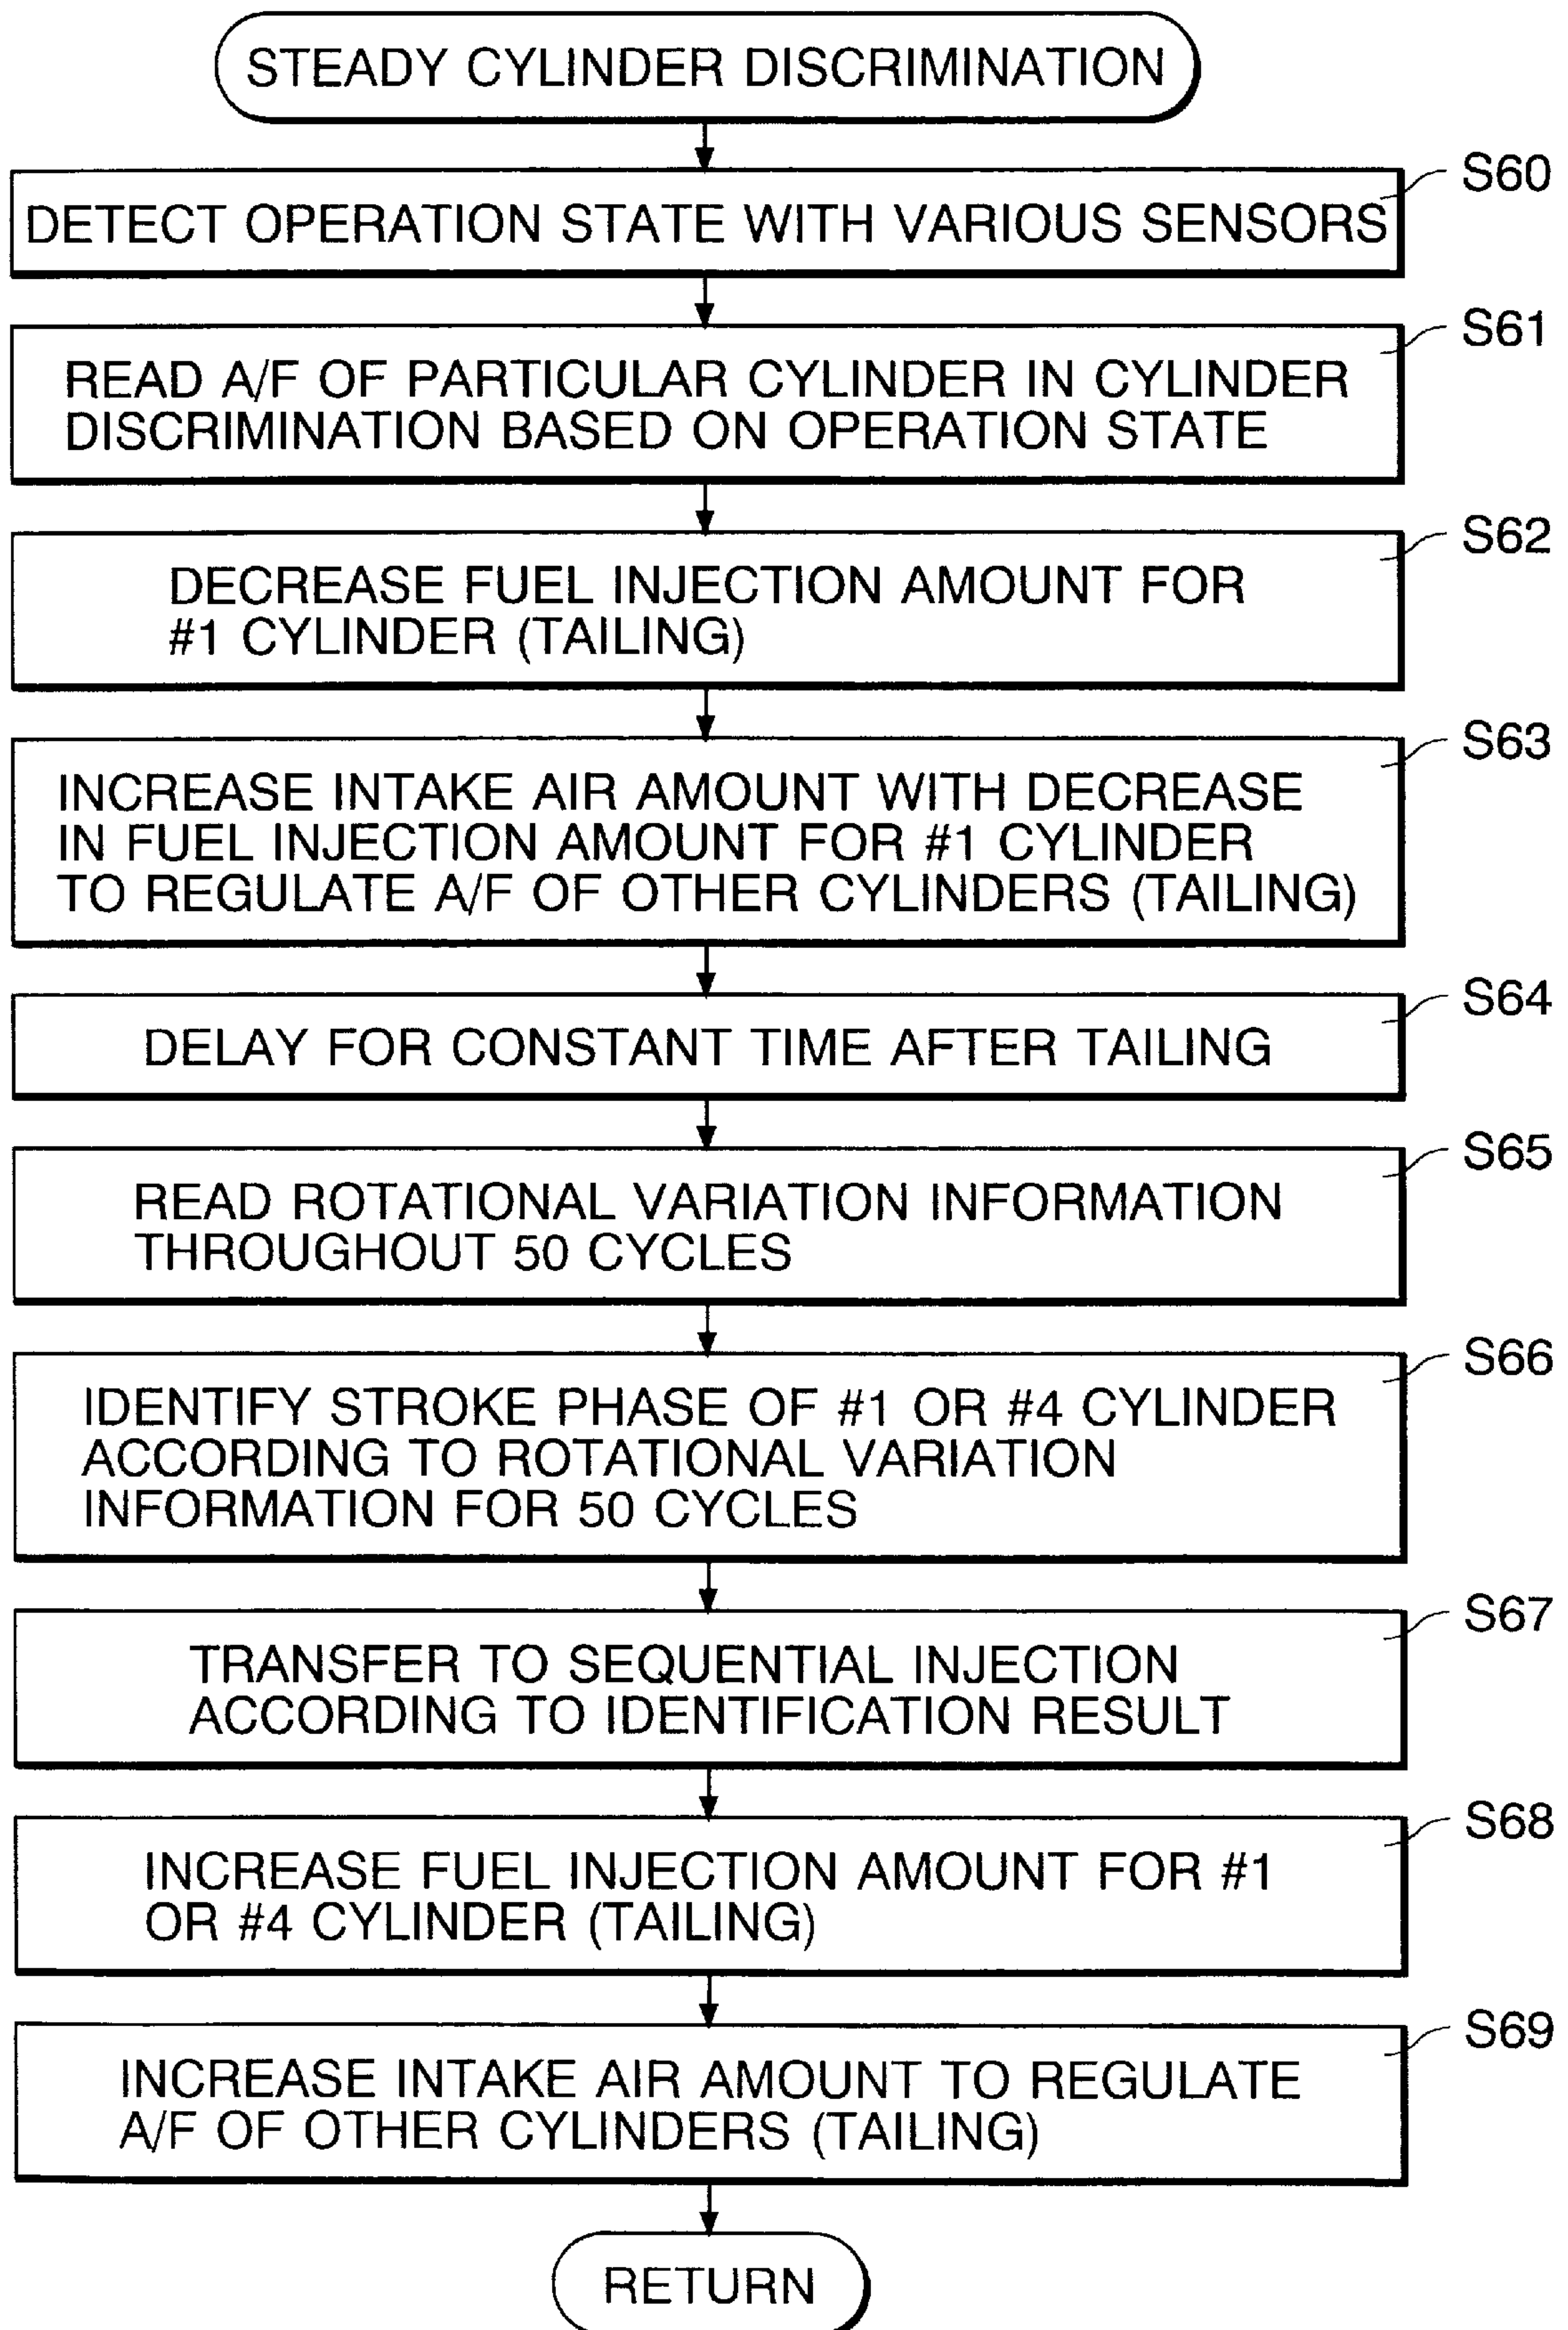 STEADY CYLINDER DISCRIMINATION
S60
DETECT OPERATION STATE WITH VARIOUS SENSORS
S61
READ A/F OF PARTICULAR CYLINDER IN CYLINDER
DISCRIMINATION BASED ON OPERATION STATE
S62
DECREASE FUEL INJECTION AMOUNT FOR
#1 CYLINDER (TAILING)
S63
INCREASE INTAKE AIR AMOUNT WITH DECREASE
IN FUEL INJECTION AMOUNT FOR #1 CYLINDER
TO REGULATE A/F OF OTHER CYLINDERS (TAILING)
S64
DELAY FOR CONSTANT TIME AFTER TAILING
S65
READ ROTATIONAL VARIATION INFORMATION
THROUGHOUT 50 CYCLES
S66
IDENTIFY STROKE PHASE OF #1 OR #4 CYLINDER
ACCORDING TO ROTATIONAL VARIATION
INFORMATION FOR 50 CYCLES
S67
TRANSFER TO SEQUENTIAL INJECTION
ACCORDING TO IDENTIFICATION RESULT
S68
INCREASE FUEL INJECTION AMOUNT FOR #1
OR #4 CYLINDER (TAILING)
S69
INCREASE INTAKE AIR AMOUNT TO REGULATE
A/F OF OTHER CYLINDERS (TAILING)
RETURN